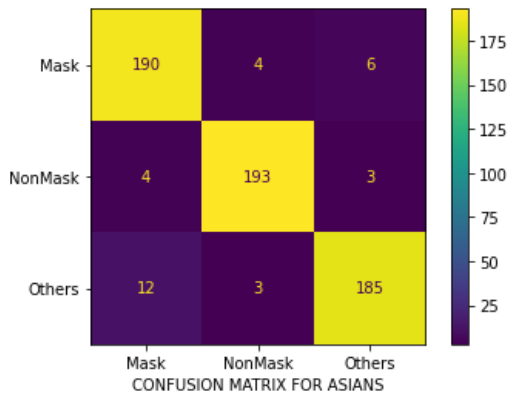 Mask 190 4 6
NonMask 4 193 3
Others 12 3 185
Mask NonMask Others
CONFUSION MATRIX FOR ASIANS
175
150
125
100
75
50
25